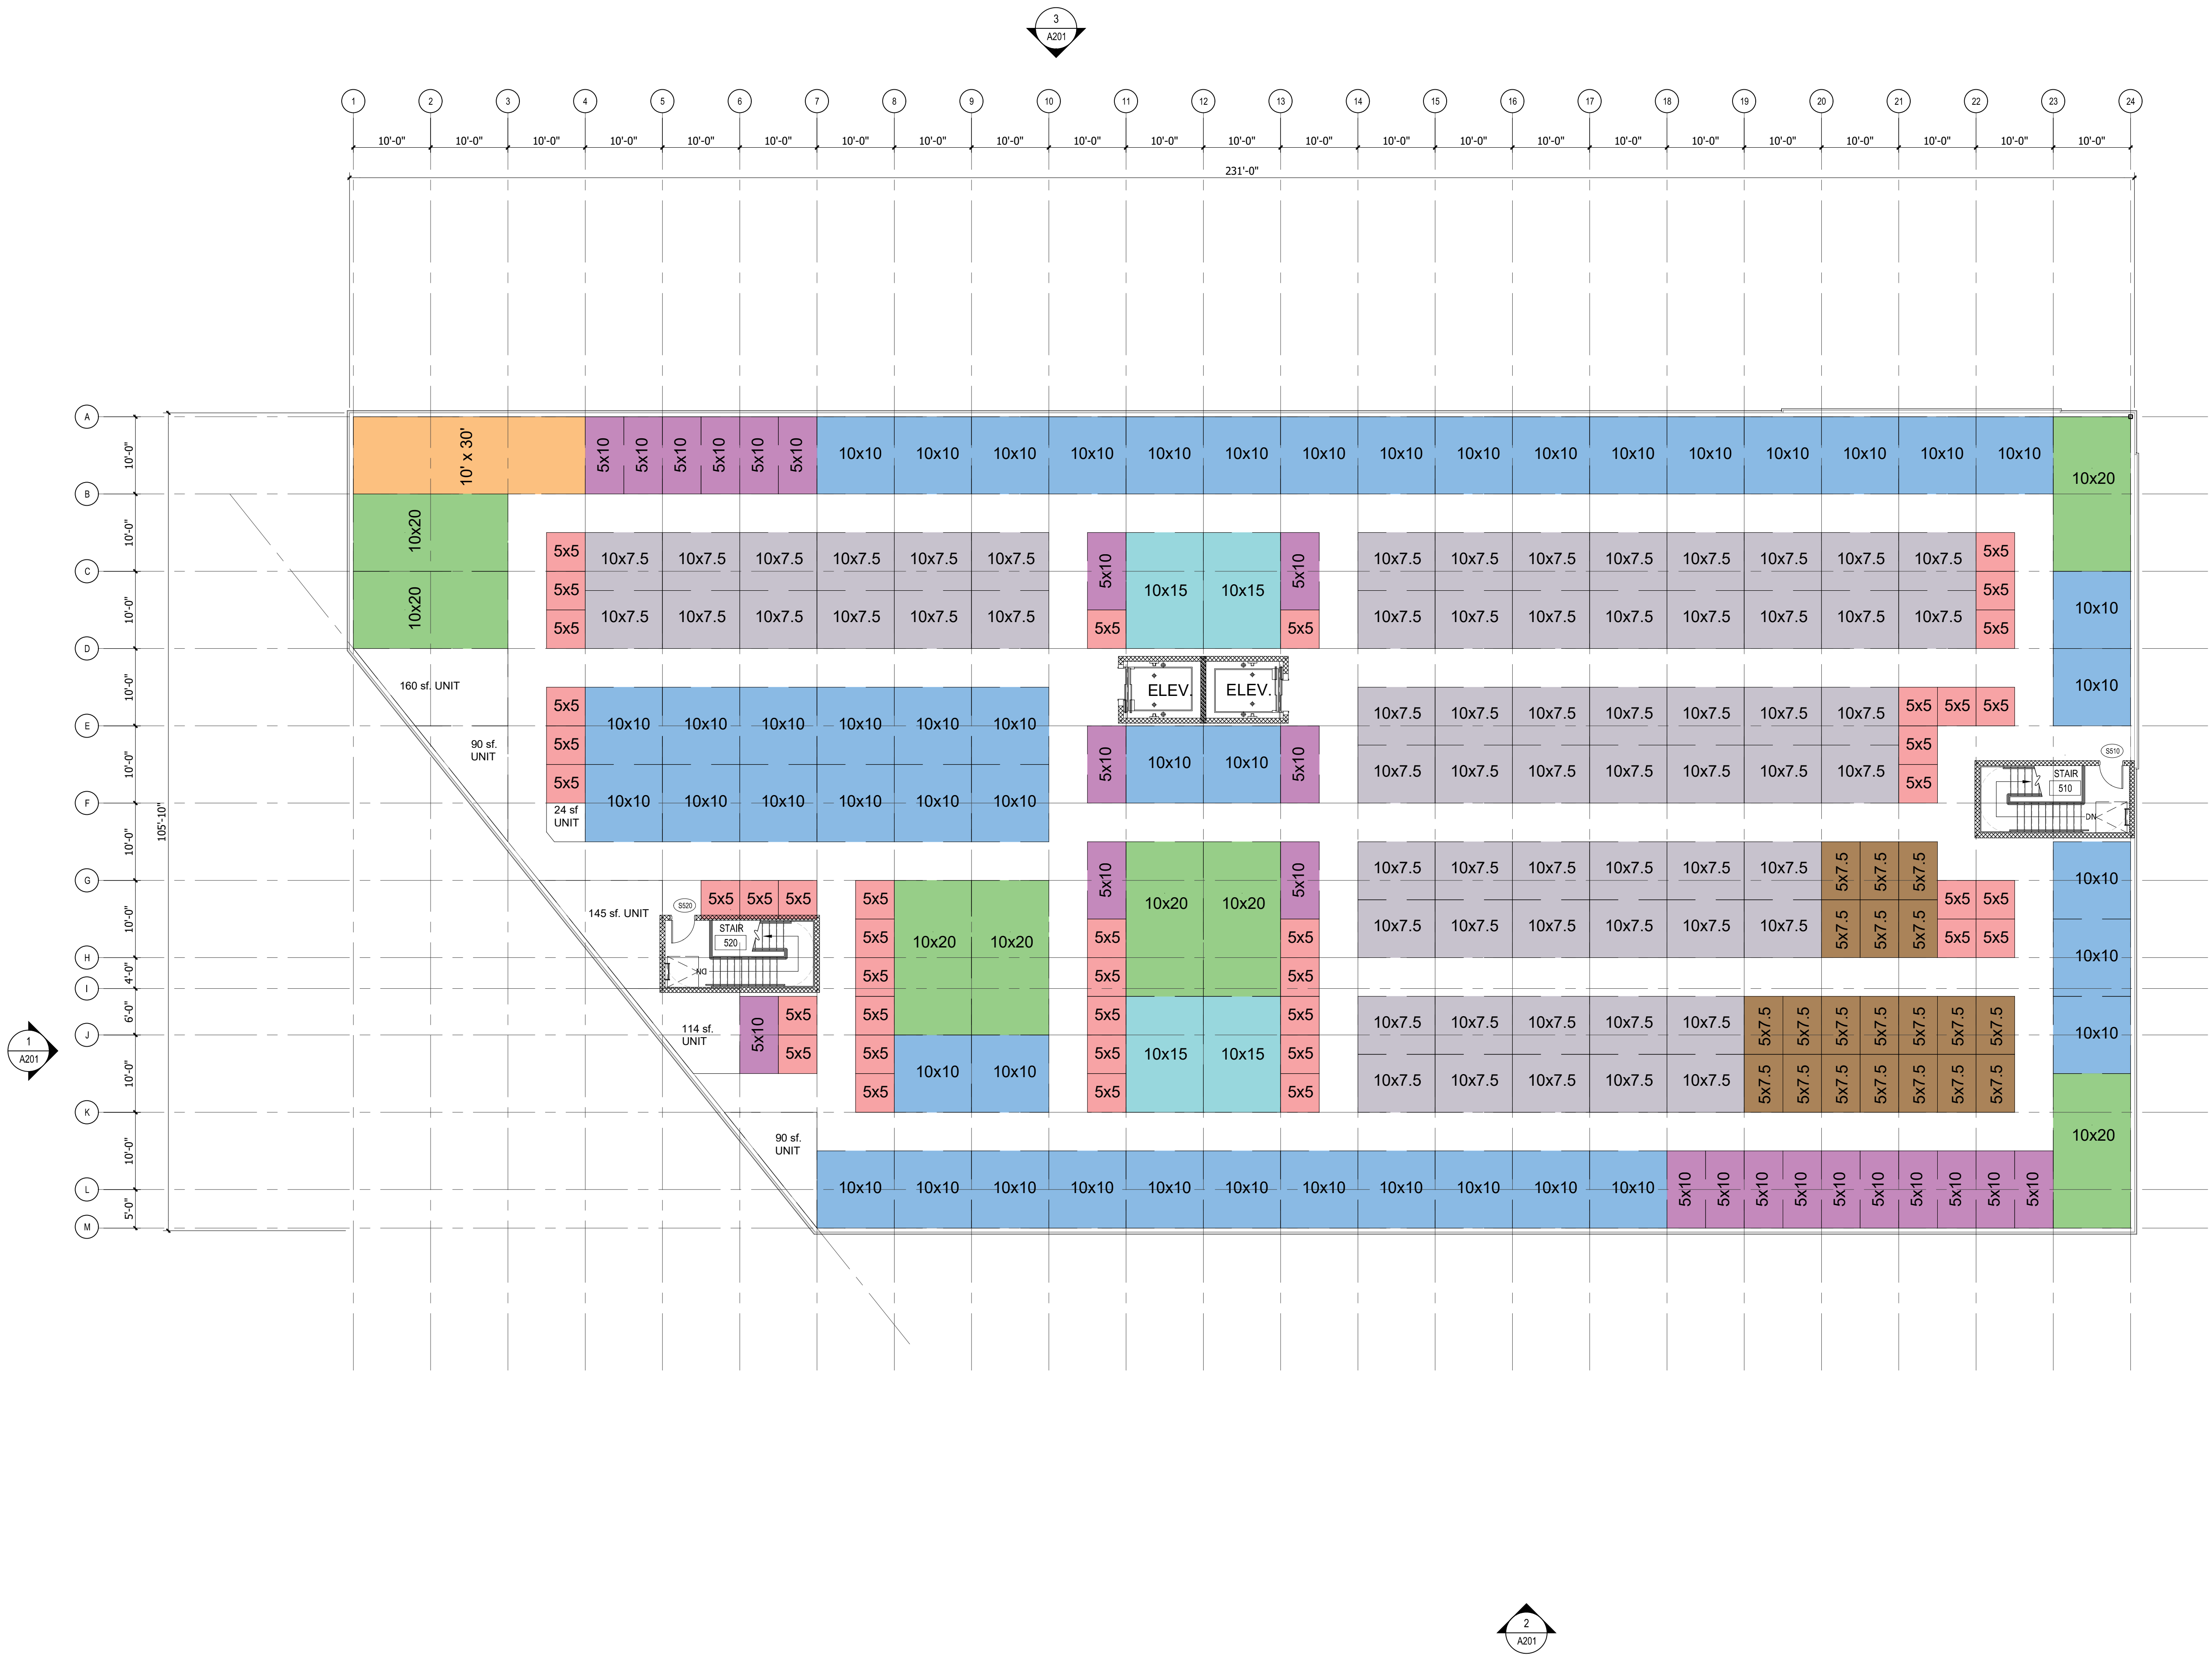 3
A201
1 2 3 4 5 6 7 8 9 10 11 12 13 14 15 16 17 18 19 20 21 22 23 24
10'-0" 10'-0" 10'-0" 10'-0" 10'-0" 10'-0" 10'-0" 10'-0" 10'-0" 10'-0" 10'-0" 10'-0" 10'-0" 10'-0" 10'-0" 10'-0" 10'-0" 10'-0" 10'-0" 10'-0" 10'-0" 10'-0" 10'-0"
231'-0"
A
10'-0" 10' x 30' 5x10 5x10 5x10 5x10 5x10 5x10 10x10 10x10 10x10 10x10 10x10 10x10 10x10 10x10 10x10 10x10 10x10 10x10 10x10 10x10 10x10 10x10
10x20
B
10'-0" 10x20
5x5 10x7.5 10x7.5 10x7.5 10x7.5 10x7.5 10x7.5 5x10 10x15 10x15 5x10 10x7.5 10x7.5 10x7.5 10x7.5 10x7.5 10x7.5 10x7.5 10x7.5 5x5
C
5x5 5x5
10'-0" 10x20 10x7.5 10x7.5 10x7.5 10x7.5 10x7.5 10x7.5 10x7.5 10x7.5 10x7.5 10x7.5 10x7.5 10x7.5 10x7.5 10x7.5 10x10
5x5 5x5 5x5 5x5
D
10'-0" 160 sf. UNIT ELEV. ELEV. 10x10
5x5 10x7.5 10x7.5 10x7.5 10x7.5 10x7.5 10x7.5 10x7.5 5x5 5x5 5x5
E
10x10 10x10 10x10 10x10 10x10 10x10
90 sf.
UNIT
5x5 5x5
10'-0" 5x10 10x10 10x10 5x10 10x7.5 10x7.5 10x7.5 10x7.5 10x7.5 10x7.5 10x7.5
S510
STAIR
510
5x5 5x5
F
105'-10"
10x10 10x10 10x10 10x10 10x10 10x10
24 sf
UNIT
DN
10'-0"
10x7.5 10x7.5 10x7.5 10x7.5 10x7.5 10x7.5 5x7.5 5x7.5 5x7.5 10x10
G
5x10 10x20 10x20 5x10
5x5 5x5 5x5 5x5 5x5 5x5
145 sf. UNIT S520
10'-0" 10x7.5 10x7.5 10x7.5 10x7.5 10x7.5 10x7.5 5x7.5 5x7.5 5x7.5
STAIR
520
5x5 10x20 10x20 5x5 5x5 5x5 5x5
H
10x10
DN
4'-0" 5x5 5x5 5x5
I
6'-0" 5x5 5x5 5x5 5x5
10x7.5 10x7.5 10x7.5 10x7.5 10x7.5 5x7.5 5x7.5 5x7.5 5x7.5 5x7.5 5x7.5 5x7.5
J
114 sf.
UNIT
5x10 10x10
1
A201
5x5 5x5 5x5 10x15 10x15 5x5
10'-0" 10x10 10x10
10x7.5 10x7.5 10x7.5 10x7.5 10x7.5 5x7.5 5x7.5 5x7.5 5x7.5 5x7.5 5x7.5 5x7.5
5x5 5x5 5x5
K
10'-0" 90 sf.
UNIT
10x20
L
10x10 10x10 10x10 10x10 10x10 10x10 10x10 10x10 10x10 10x10 10x10 5x10 5x10 5x10 5x10 5x10 5x10 5x10 5x10 5x10 5x10
5'-0"
M
2
A201